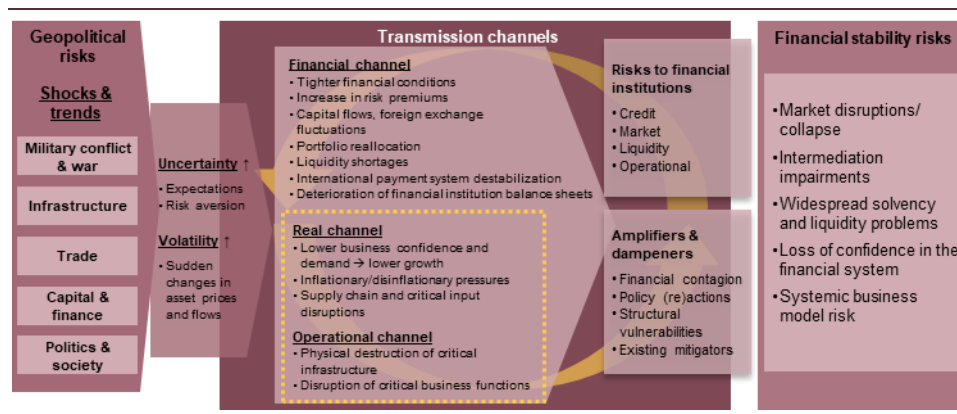 Geopolitical
risks
Shocks &
trends
Military conflict
& war
Infrastructure
Trade
Capital &
finance
Politics &
society
Uncertainty ↑
• Expectations
• Risk aversion
Volatility ↑
• Sudden
changes in
asset prices
and flows
Transmission channels
Financial channel
• Tighter financial conditions
• Increase in risk premiums
• Capital flows, foreign exchange
fluctuations
• Portfolio reallocation
• Liquidity shortages
• International payment system destabilization
• Deterioration of financial institution balance sheets
Real channel
• Lower business confidence and
demand → lower growth
• Inflationary/disinflationary pressures
• Supply chain and critical input
disruptions
Operational channel
• Physical destruction of critical
infrastructure
• Disruption of critical business functions
Risks to financial
institutions
• Credit
• Market
• Liquidity
• Operational
Amplifiers &
dampeners
• Financial contagion
• Policy (re)actions
• Structural
vulnerabilities
• Existing mitigators
Financial stability risks
• Market disruptions/
collapse
• Intermediation
impairments
• Widespread solvency
and liquidity problems
• Loss of confidence in the
financial system
• Systemic business
model risk